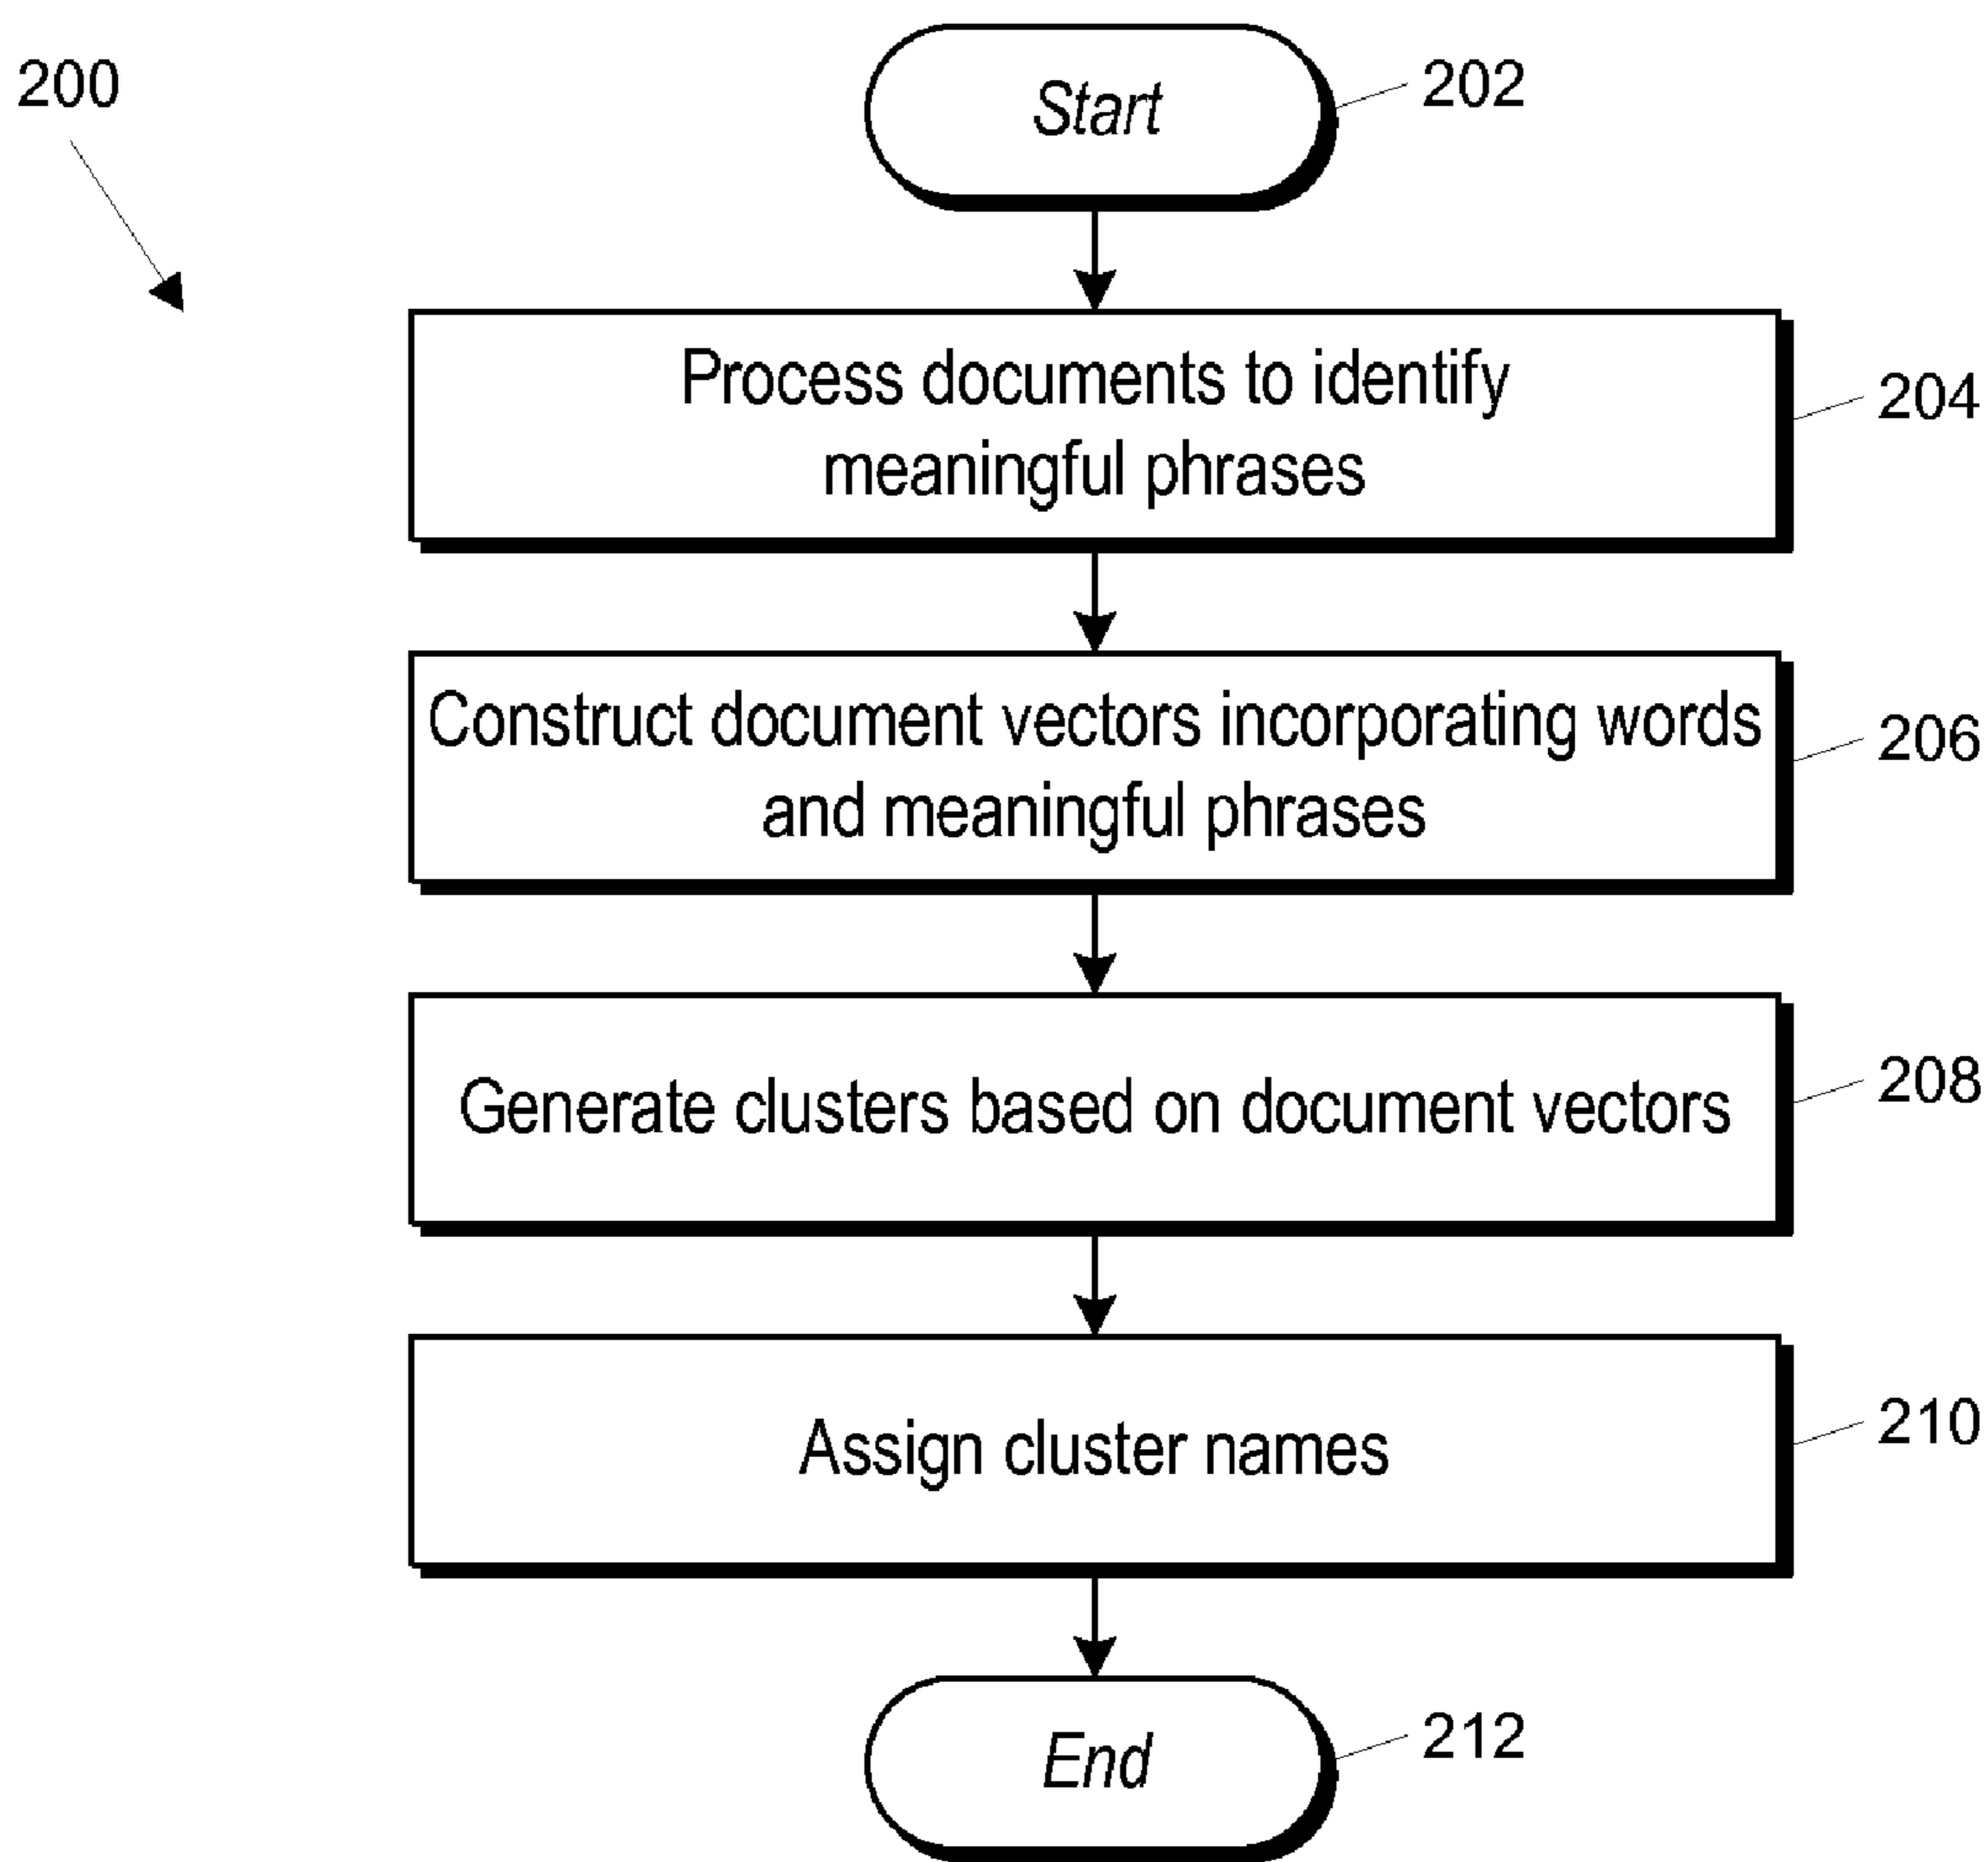 200
Start
202
Process documents to identify
meaningful phrases
204
Construct document vectors incorporating words
and meaningful phrases
206
Generate clusters based on document vectors
208
Assign cluster names
210
End
212